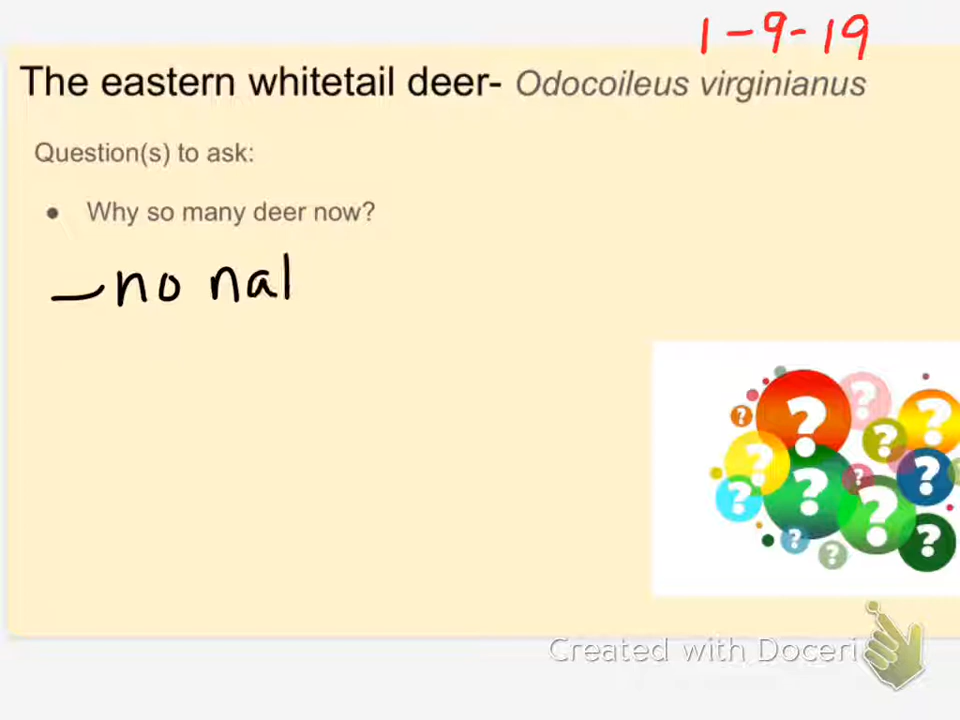 1-9-19
The eastern whitetail deer- Odocoileus virginianus
Question(s) to ask:
● Why so many deer now?
- no nal
? ? ? ? ? ? ? ? ? ? ? ? ?
Created with Doceri